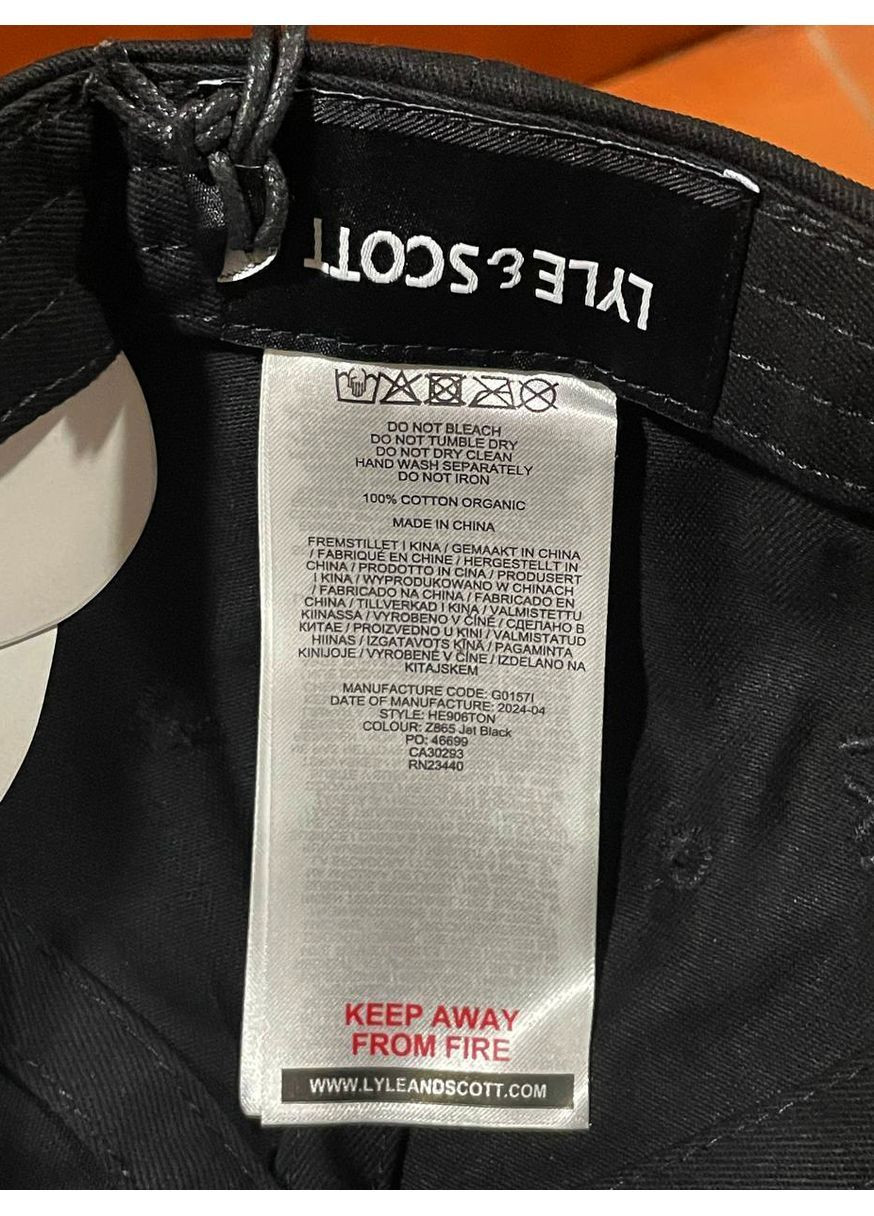 LYLE & SCOTT
DO NOT BLEACH
DO NOT TUMBLE DRY
DO NOT DRY CLEAN
HAND WASH SEPARATELY
DO NOT IRON
100% COTTON ORGANIC
MADE IN CHINA
FREMSTILLET I KINA / GEMAAKT IN CHINA
/ FABRIQUÉ EN CHINE / HERGESTELLT IN
CHINA / PRODOTTO IN CINA / PRODUSERT
I KINA / WYPRODUKOWANO W CHINACH
/ FABRICADO NA CHINA / FABRICADO EN
CHINA / TILLVERKAD I KINA / VALMISTETTU
KIINASSA / VYROBENO V ČÍNĚ / СДЕЛАНО В
КИТАЕ / PROIZVEDNO U KINI / VALMISTATUD
HIINAS / IZGATAVOTS ĶĪNĀ / PAGAMINTA
KINIJOJE / VYROBENÉ V ČÍNE / IZDELANO NA
KITAJSKEM
MANUFACTURE CODE: G0157I
DATE OF MANUFACTURE: 2024-04
STYLE: HE906TON
COLOUR: Z865 Jet Black
PO: 46699
CA30293
RN23440
KEEP AWAY
FROM FIRE
WWW.LYLEANDSCOTT.COM